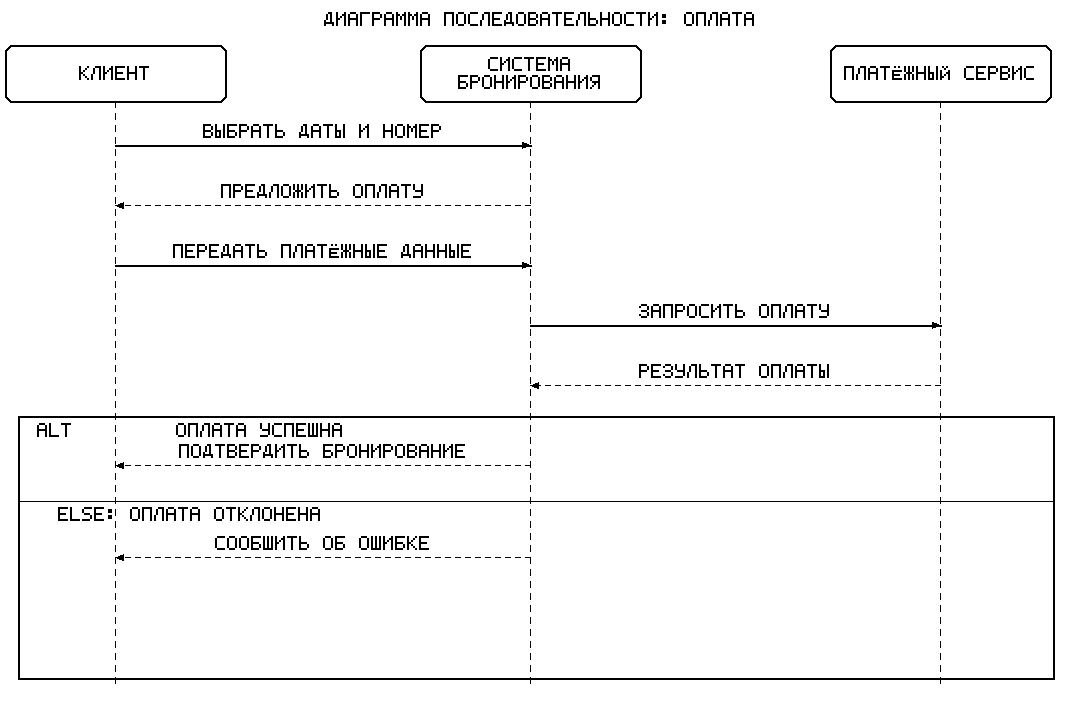 ДИАГРАММА ПОСЛЕДОВАТЕЛЬНОСТИ: ОПЛАТА
КЛИЕНТ
СИСТЕМА
БРОНИРОВАНИЯ
ПЛАТЁЖНЫЙ СЕРВИС
ВЫБРАТЬ ДАТЫ И НОМЕР
ПРЕДЛОЖИТЬ ОПЛАТУ
ПЕРЕДАТЬ ПЛАТЁЖНЫЕ ДАННЫЕ
ЗАПРОСИТЬ ОПЛАТУ
РЕЗУЛЬТАТ ОПЛАТЫ
ALT ОПЛАТА УСПЕШНА
ПОДТВЕРДИТЬ БРОНИРОВАНИЕ
ELSE: ОПЛАТА ОТКЛОНЕНА
СООБШИТЬ ОБ ОШИБКЕ